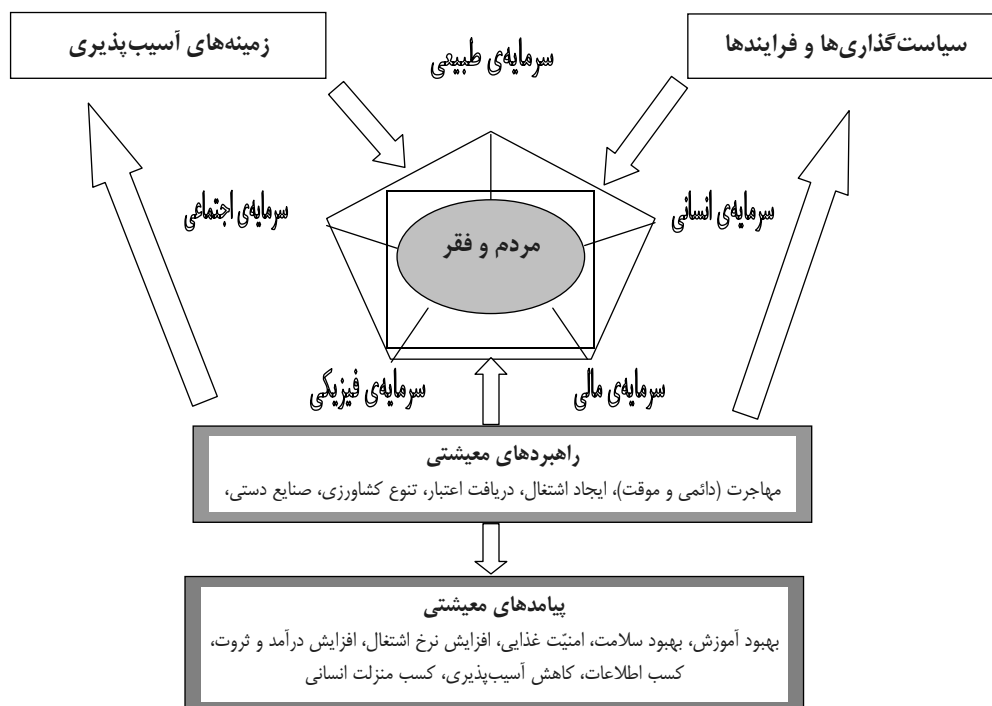 سیاست‌گذاری‌ها و فرایندها
زمینه‌های آسیب‌پذیری
سرمایه‌ی طبیعی
سرمایه‌ی انسانی
سرمایه‌ی اجتماعی
مردم و فقر
سرمایه‌ی مالی
سرمایه‌ی فیزیکی
راهبردهای معیشتی
مهاجرت (دائمی و موقت)، ایجاد اشتغال، دریافت اعتبار، تنوع کشاورزی، صنایع دستی،
پیامدهای معیشتی
بهبود آموزش، بهبود سلامت، امنیّت غذایی، افزایش نرخ اشتغال، افزایش درآمد و ثروت،
کسب اطلاعات، کاهش آسیب‌پذیری، کسب منزلت انسانی